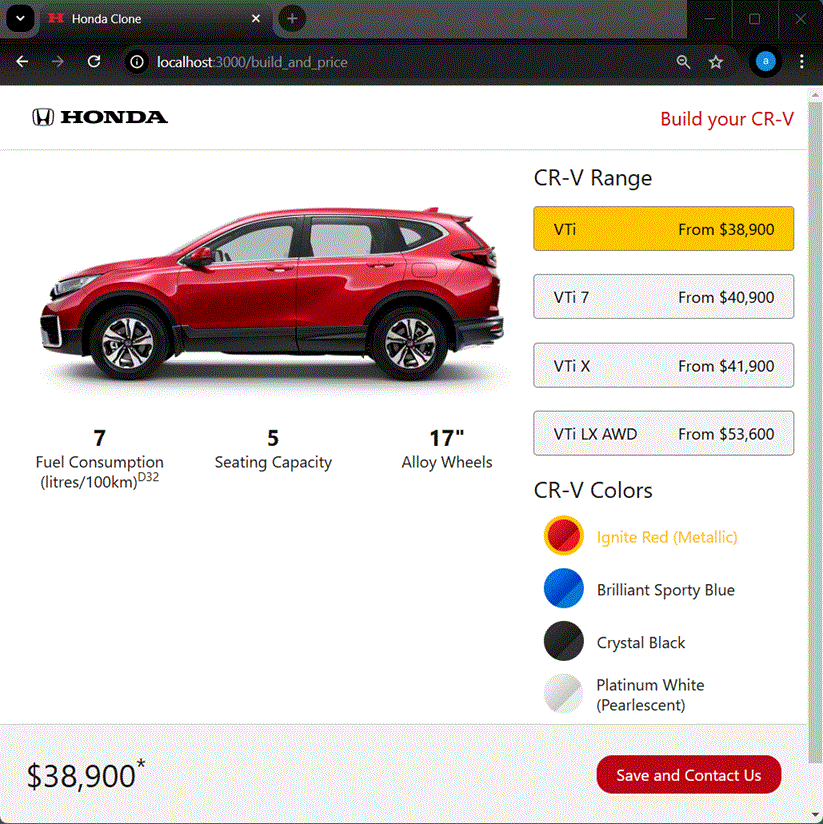 Honda Clone
localhost:3000/build_and_price
a
HONDA
Build your CR-V
CR-V Range
VTi From $38,900
VTi 7 From $40,900
VTi X From $41,900
VTi LX AWD From $53,600
7
Fuel Consumption
(litres/100km)D32
5
Seating Capacity
17"
Alloy Wheels
CR-V Colors
Ignite Red (Metallic)
Brilliant Sporty Blue
Crystal Black
Platinum White
(Pearlescent)
$38,900*
Save and Contact Us